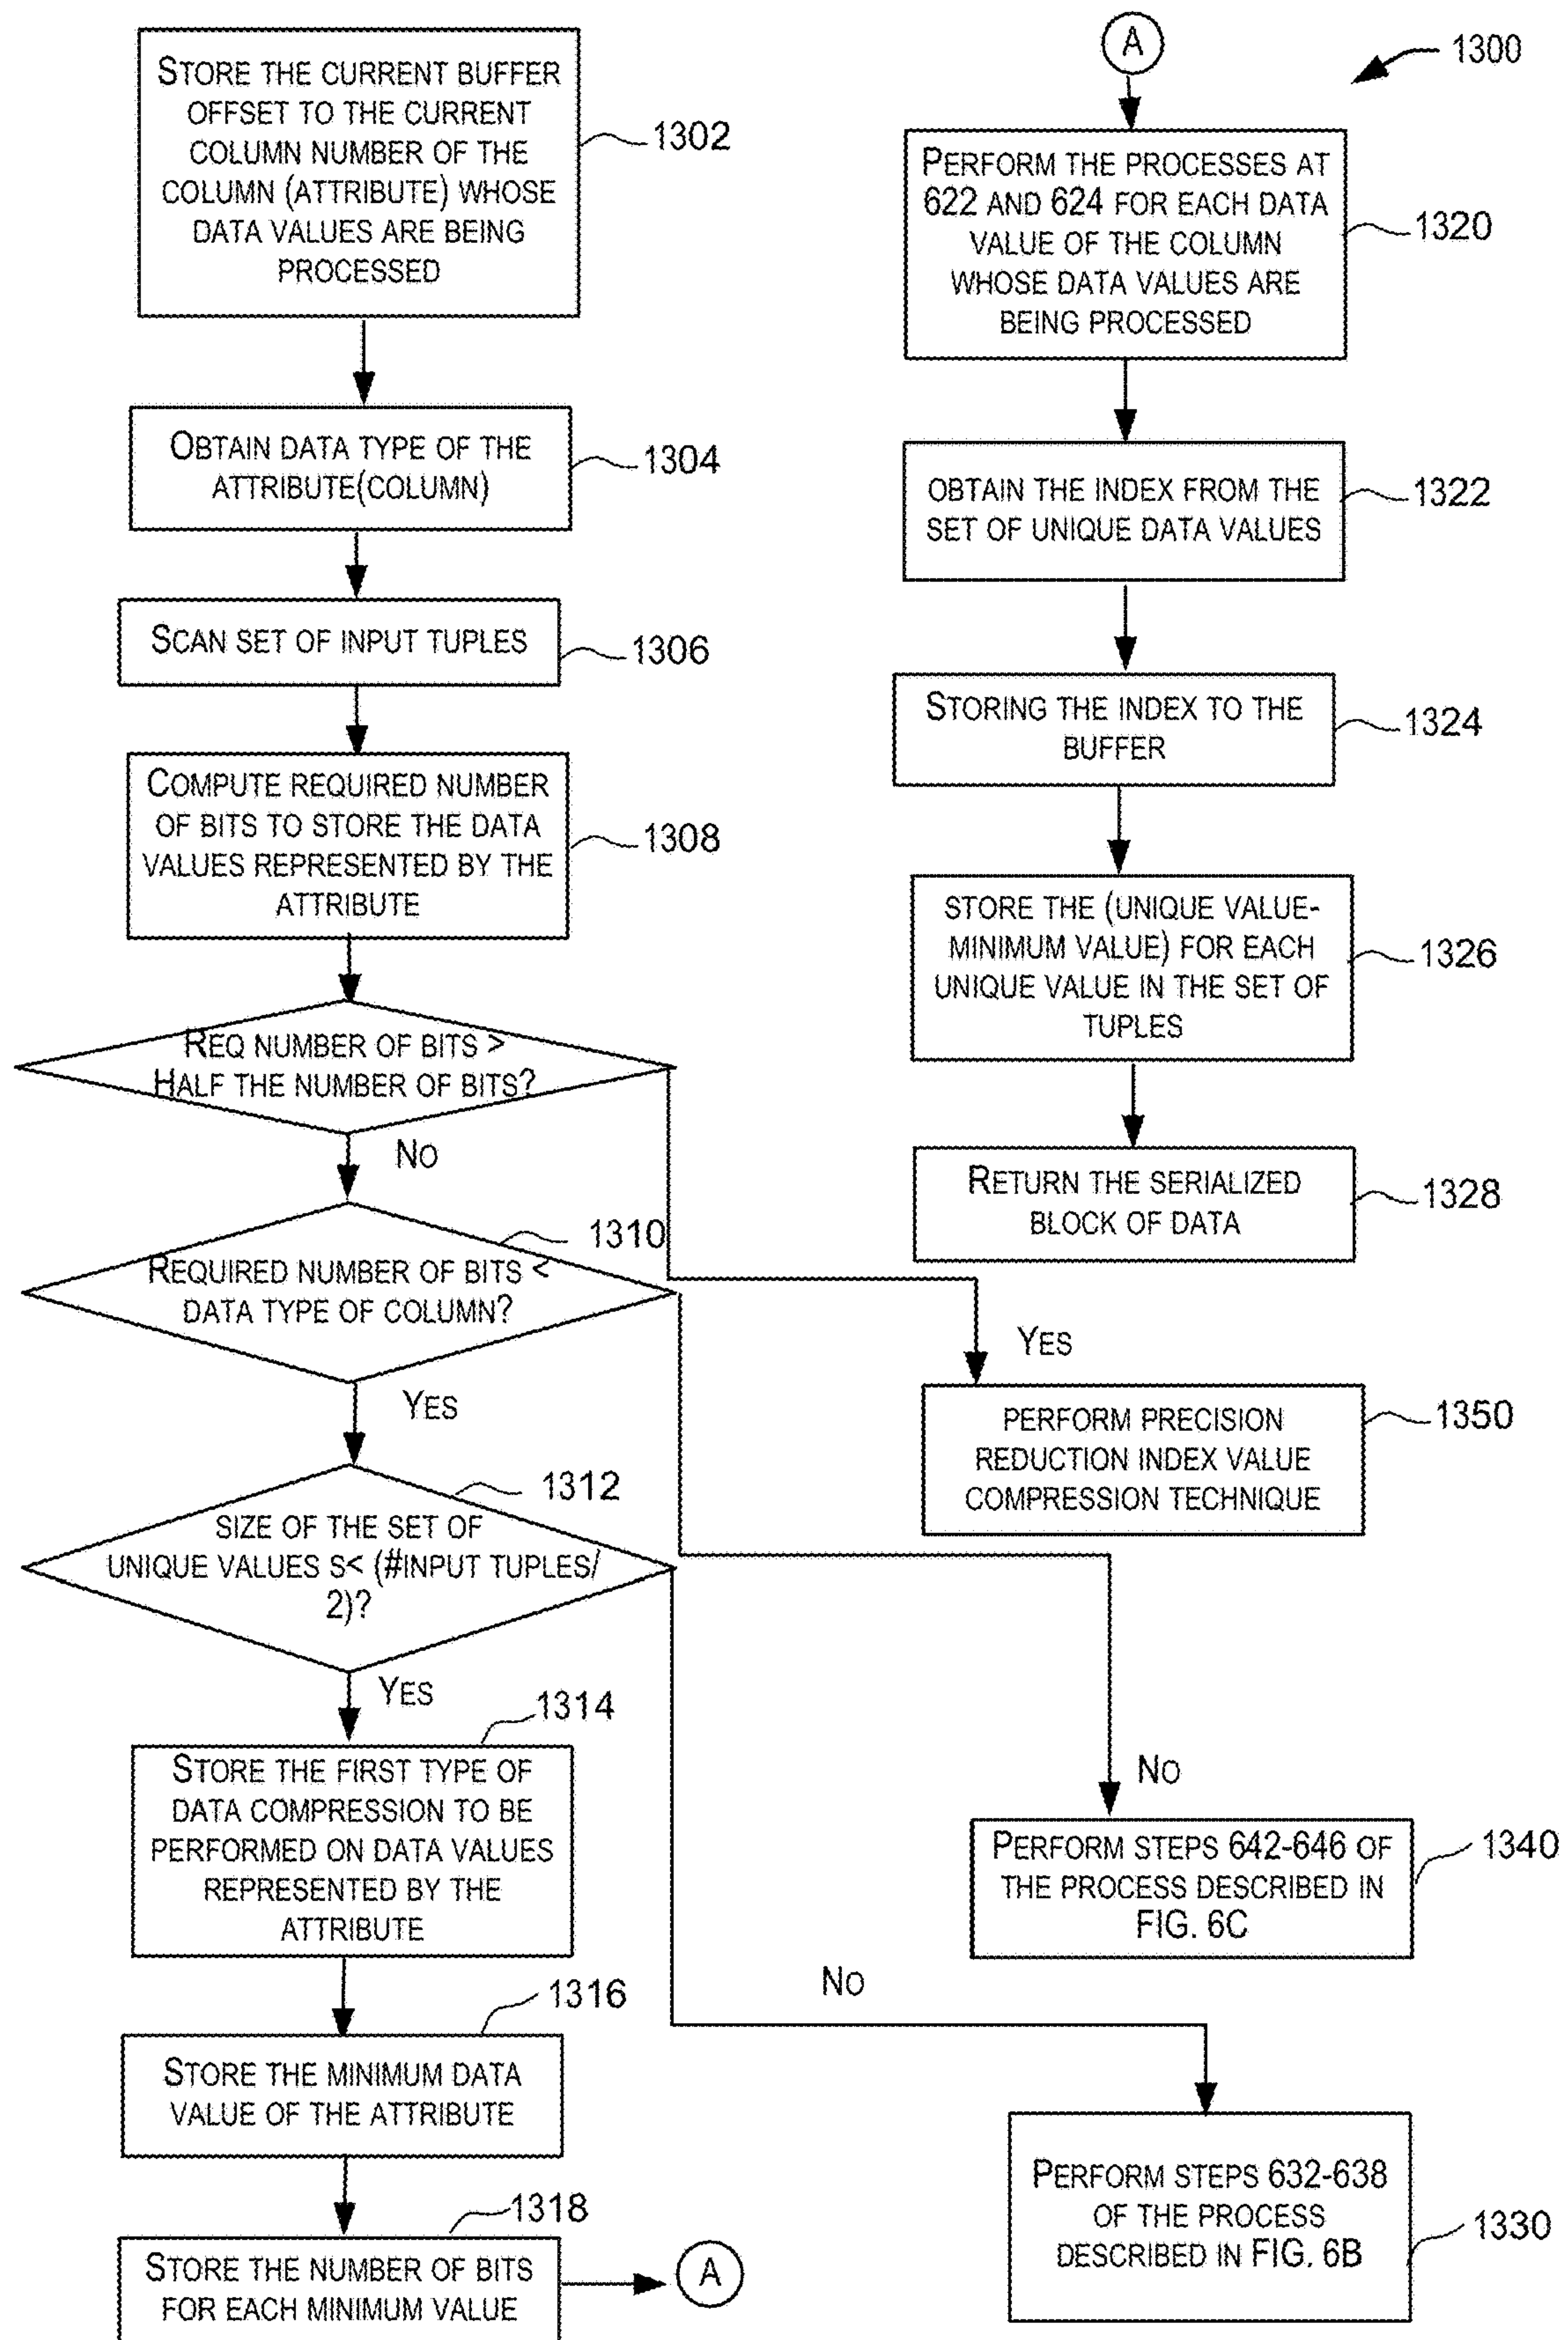 STORE THE CURRENT BUFFER
OFFSET TO THE CURRENT
COLUMN NUMBER OF THE
COLUMN (ATTRIBUTE) WHOSE
DATA VALUES ARE BEING
PROCESSED
1302
OBTAIN DATA TYPE OF THE
ATTRIBUTE(COLUMN)
1304
SCAN SET OF INPUT TUPLES
1306
COMPUTE REQUIRED NUMBER
OF BITS TO STORE THE DATA
VALUES REPRESENTED BY THE
ATTRIBUTE
1308
REQ NUMBER OF BITS >
HALF THE NUMBER OF BITS?
NO
1310
REQUIRED NUMBER OF BITS <
DATA TYPE OF COLUMN?
YES
1312
SIZE OF THE SET OF
UNIQUE VALUES S< (#INPUT TUPLES/
2)?
YES
1314
STORE THE FIRST TYPE OF
DATA COMPRESSION TO BE
PERFORMED ON DATA VALUES
REPRESENTED BY THE
ATTRIBUTE
1316
STORE THE MINIMUM DATA
VALUE OF THE ATTRIBUTE
1318
STORE THE NUMBER OF BITS
FOR EACH MINIMUM VALUE
A
A
1300
PERFORM THE PROCESSES AT
622 AND 624 FOR EACH DATA
VALUE OF THE COLUMN
WHOSE DATA VALUES ARE
BEING PROCESSED
1320
OBTAIN THE INDEX FROM THE
SET OF UNIQUE DATA VALUES
1322
STORING THE INDEX TO THE
BUFFER
1324
STORE THE (UNIQUE VALUE-
MINIMUM VALUE) FOR EACH
UNIQUE VALUE IN THE SET OF
TUPLES
1326
RETURN THE SERIALIZED
BLOCK OF DATA
1328
YES
PERFORM PRECISION
REDUCTION INDEX VALUE
COMPRESSION TECHNIQUE
1350
NO
PERFORM STEPS 642-646 OF
THE PROCESS DESCRIBED IN
FIG. 6C
1340
NO
PERFORM STEPS 632-638
OF THE PROCESS
DESCRIBED IN FIG. 6B
1330